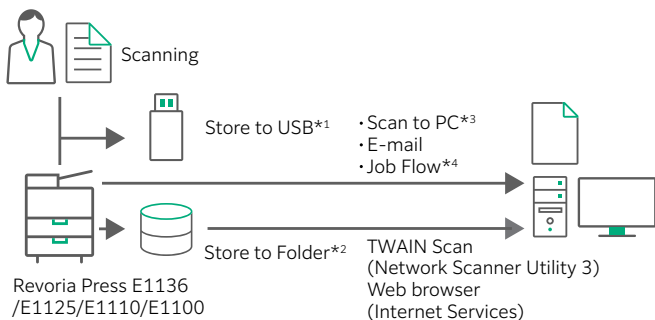 Scanning
Store to USB*1
・Scan to PC*3
・E-mail
・Job Flow*4
Store to Folder*2
TWAIN Scan
(Network Scanner Utility 3)
Web browser
(Internet Services)
Revoria Press E1136
/E1125/E1110/E1100